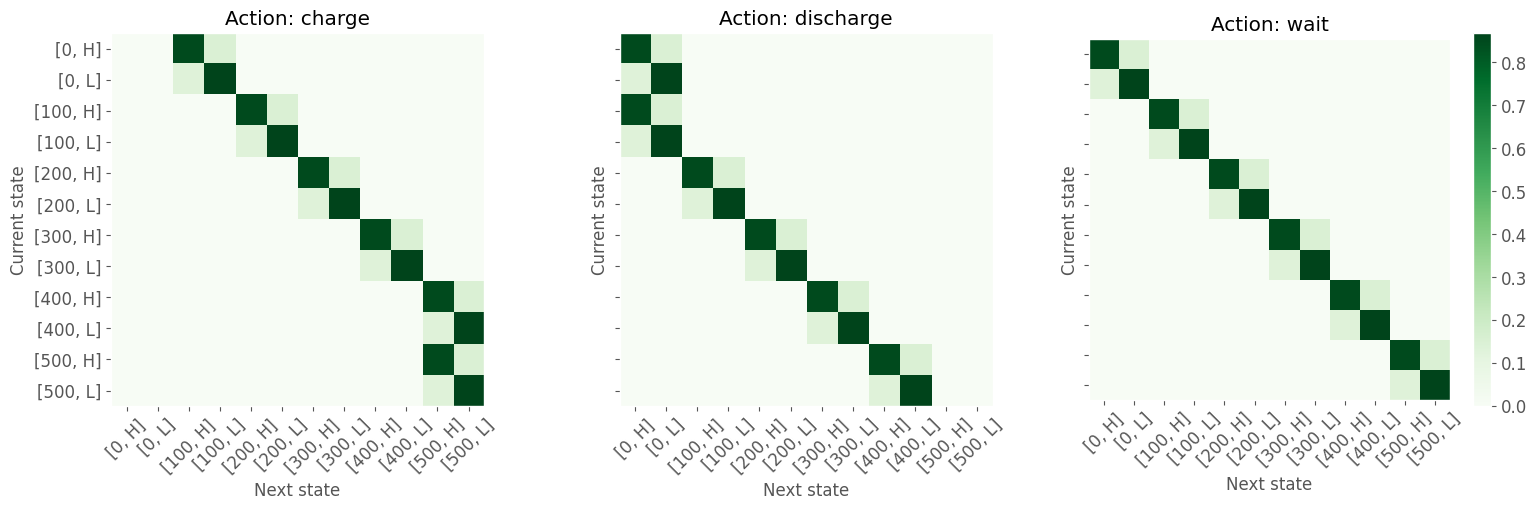 Action: charge
Action: discharge
Action: wait
Current state
[0, H]
[0, L]
[100, H]
[100, L]
[200, H]
[200, L]
[300, H]
[300, L]
[400, H]
[400, L]
[500, H]
[500, L]
[0, H]
[0, L]
[100, H]
[100, L]
[200, H]
[200, L]
[300, H]
[300, L]
[400, H]
[400, L]
[500, H]
[500, L]
Next state
Current state
[0, H]
[0, L]
[100, H]
[100, L]
[200, H]
[200, L]
[300, H]
[300, L]
[400, H]
[400, L]
[500, H]
[500, L]
Next state
Current state
[0, H]
[0, L]
[100, H]
[100, L]
[200, H]
[200, L]
[300, H]
[300, L]
[400, H]
[400, L]
[500, H]
[500, L]
Next state
0.8
0.7
0.6
0.5
0.4
0.3
0.2
0.1
0.0